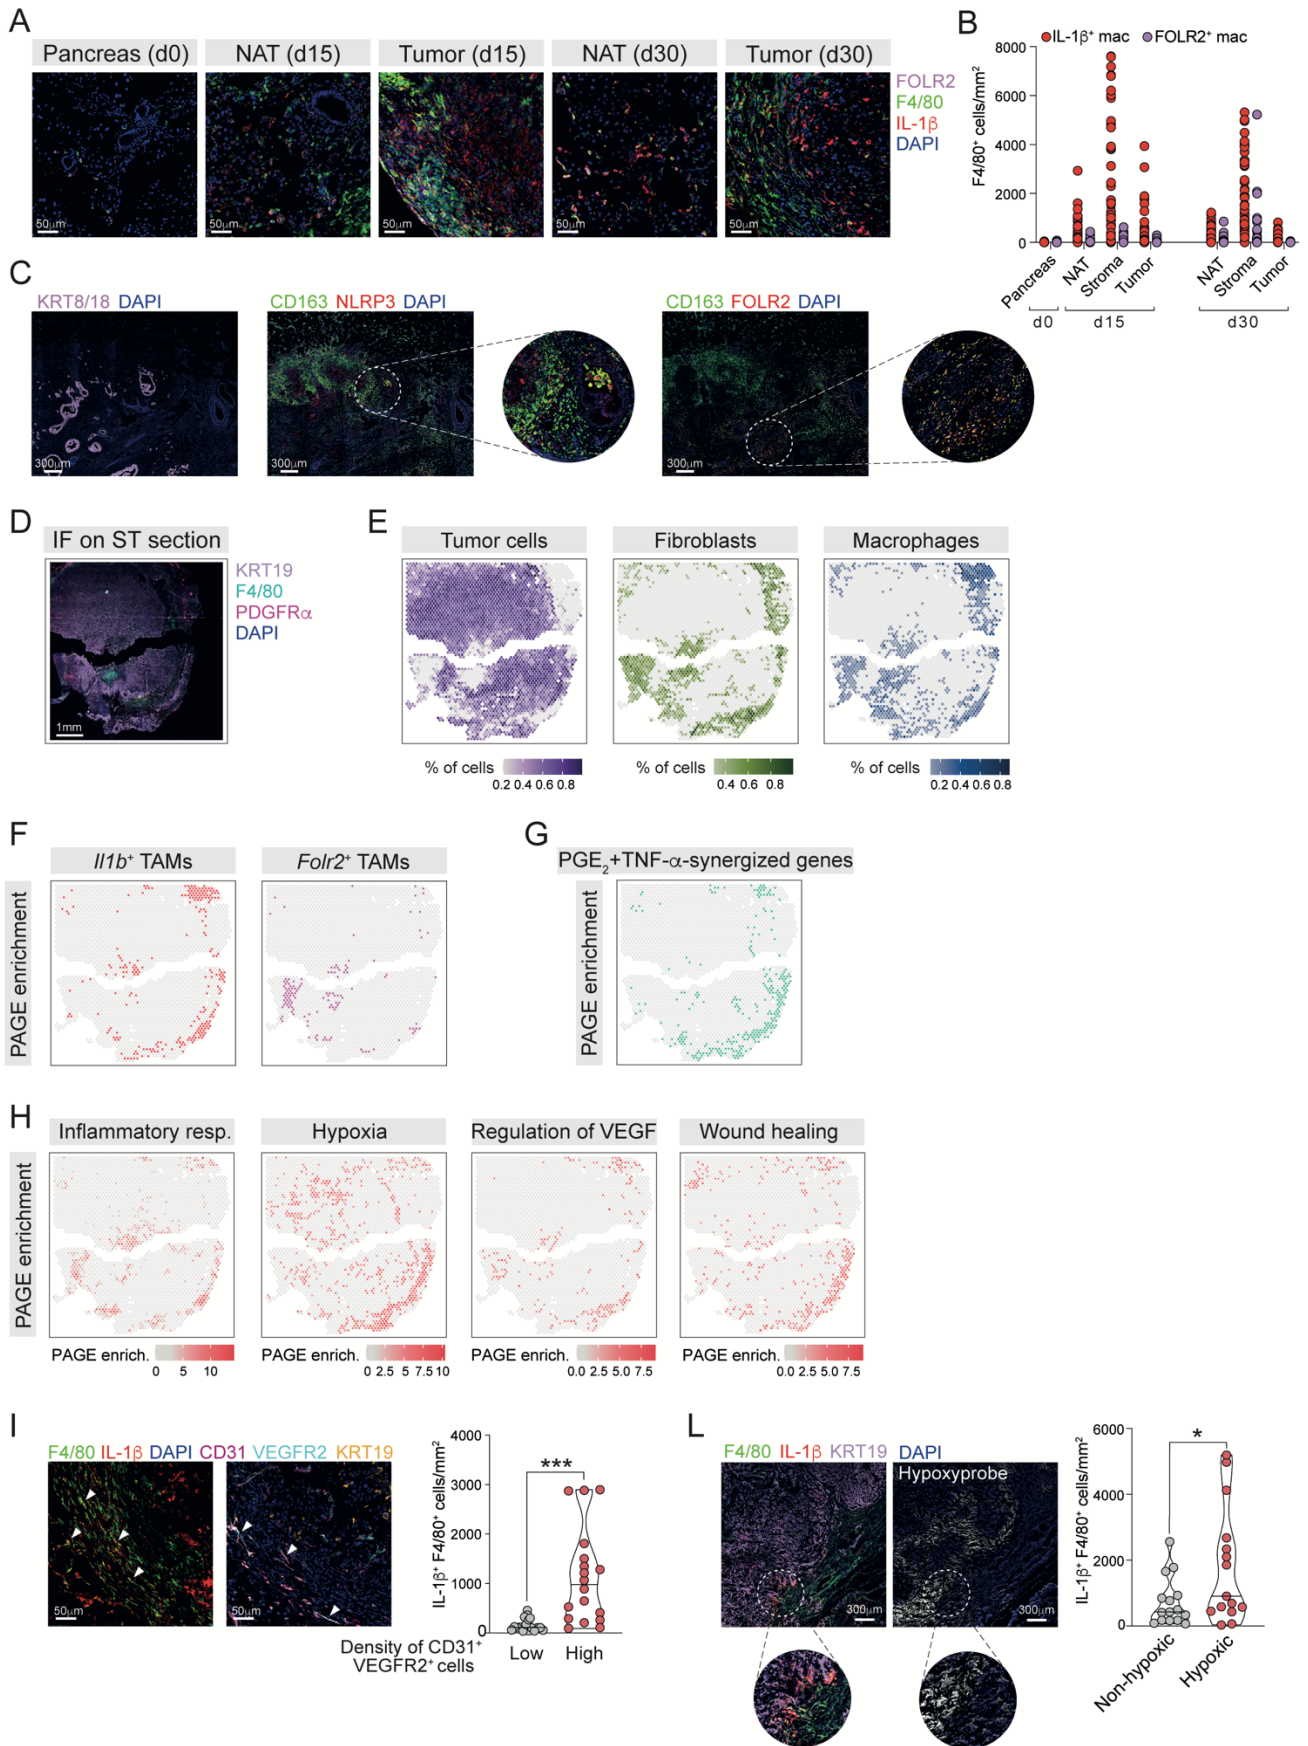 A
Pancreas (d0)
NAT (d15)
Tumor (d15)
NAT (d30)
Tumor (d30)
FOLR2
F4/80
IL-1β
DAPI
50μm
50μm
50μm
50μm
50μm
B
IL-1β⁺ mac
FOLR2⁺ mac
F4/80⁺ cells/mm²
8000
6000
4000
2000
0
Pancreas
NAT
Stroma
Tumor
NAT
Stroma
Tumor
d0
d15
d30
C
KRT8/18 DAPI
CD163 NLRP3 DAPI
CD163 FOLR2 DAPI
300μm
300μm
300μm
D
IF on ST section
KRT19
F4/80
PDGFRα
DAPI
1mm
E
Tumor cells
Fibroblasts
Macrophages
% of cells
0.2 0.4 0.6 0.8
% of cells
0.4 0.6 0.8
% of cells
0.2 0.4 0.6 0.8
F
Il1b⁺ TAMs
Folr2⁺ TAMs
PAGE enrichment
G
PGE₂+TNF-α-synergized genes
PAGE enrichment
H
Inflammatory resp.
Hypoxia
Regulation of VEGF
Wound healing
PAGE enrichment
PAGE enrich.
0 5 10
PAGE enrich.
0 2.5 5 7.5 10
PAGE enrich.
0.0 2.5 5.0 7.5
PAGE enrich.
0.0 2.5 5.0 7.5
I
F4/80 IL-1β DAPI CD31 VEGFR2 KRT19
50μm
50μm
IL-1β⁺ F4/80⁺ cells/mm²
4000
3000
2000
1000
0
***
Density of CD31⁺
VEGFR2⁺ cells
Low
High
L
F4/80 IL-1β KRT19 DAPI
Hypoxyprobe
300μm
300μm
IL-1β⁺ F4/80⁺ cells/mm²
6000
4000
2000
0
*
Non-hypoxic
Hypoxic